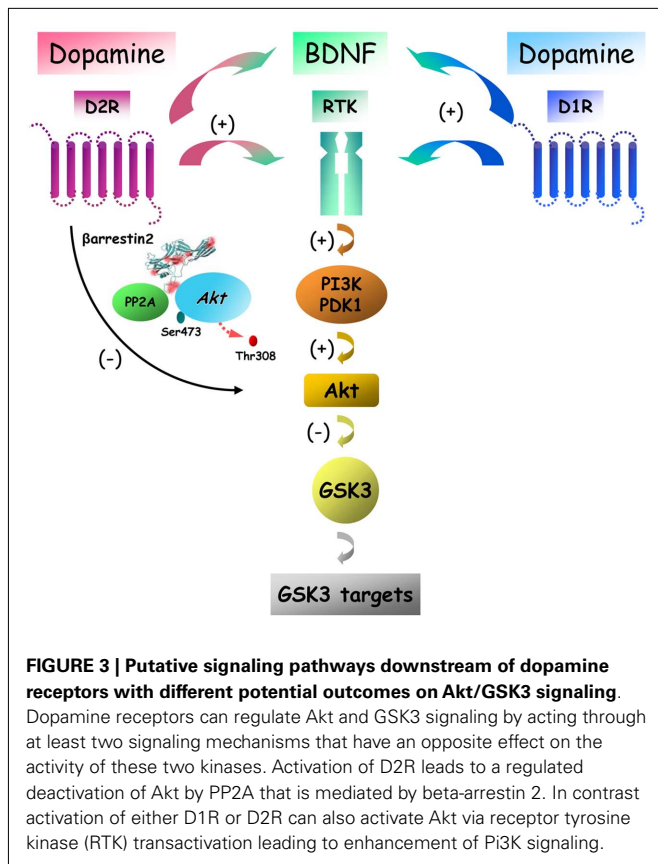 Dopamine
BDNF
Dopamine
D2R
(+)
RTK
(+)
D1R
βarrestin2
PP2A
Akt
Ser473
Thr308
(-)
(+)
PI3K
PDK1
(+)
Akt
(-)
GSK3
GSK3 targets
FIGURE 3 | Putative signaling pathways downstream of dopamine
receptors with different potential outcomes on Akt/GSK3 signaling.
Dopamine receptors can regulate Akt and GSK3 signaling by acting through
at least two signaling mechanisms that have an opposite effect on the
activity of these two kinases. Activation of D2R leads to a regulated
deactivation of Akt by PP2A that is mediated by beta-arrestin 2. In contrast
activation of either D1R or D2R can also activate Akt via receptor tyrosine
kinase (RTK) transactivation leading to enhancement of Pi3K signaling.